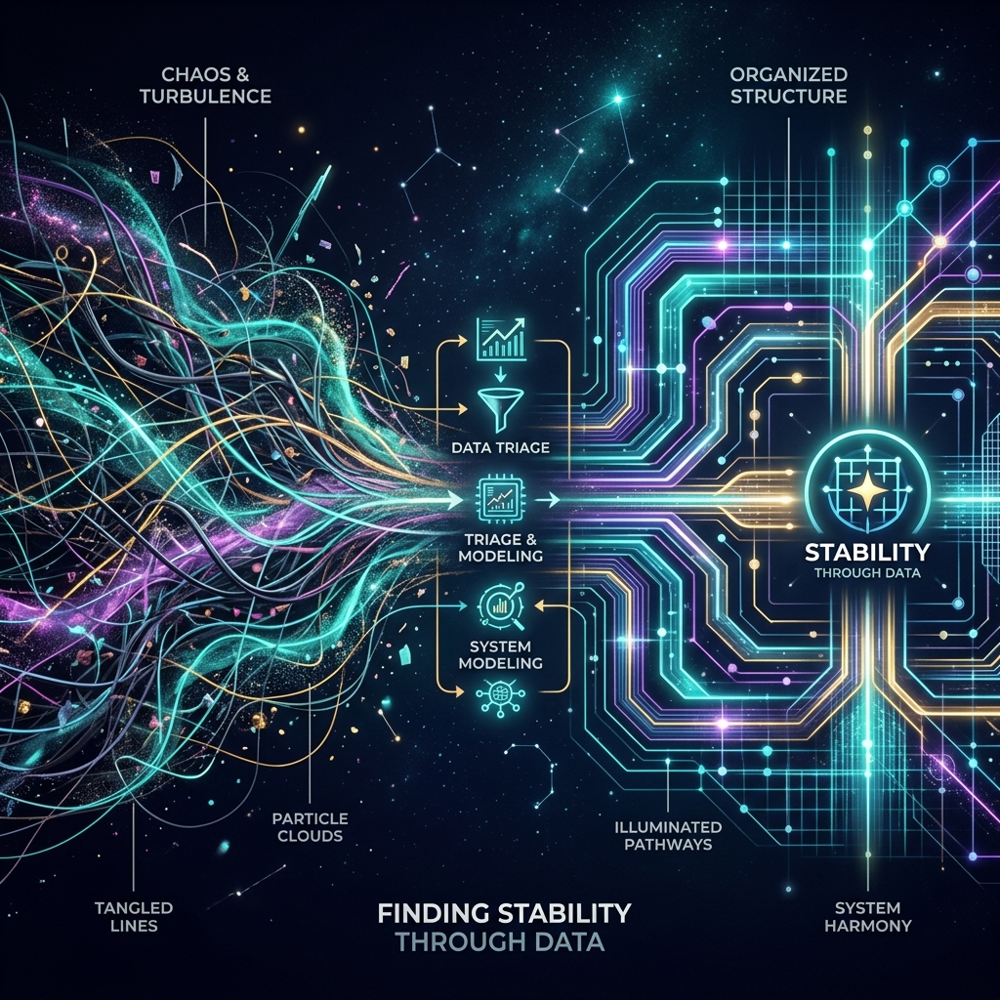 CHAOS &
TURBULENCE
ORGANIZED
STRUCTURE
DATA TRIAGE
TRIAGE &
MODELING
STABILITY
THROUGH DATA
SYSTEM
MODELING
PARTICLE
CLOUDS
ILLUMINATED
PATHWAYS
TANGLED
LINES
FINDING STABILITY
THROUGH DATA
SYSTEM
HARMONY